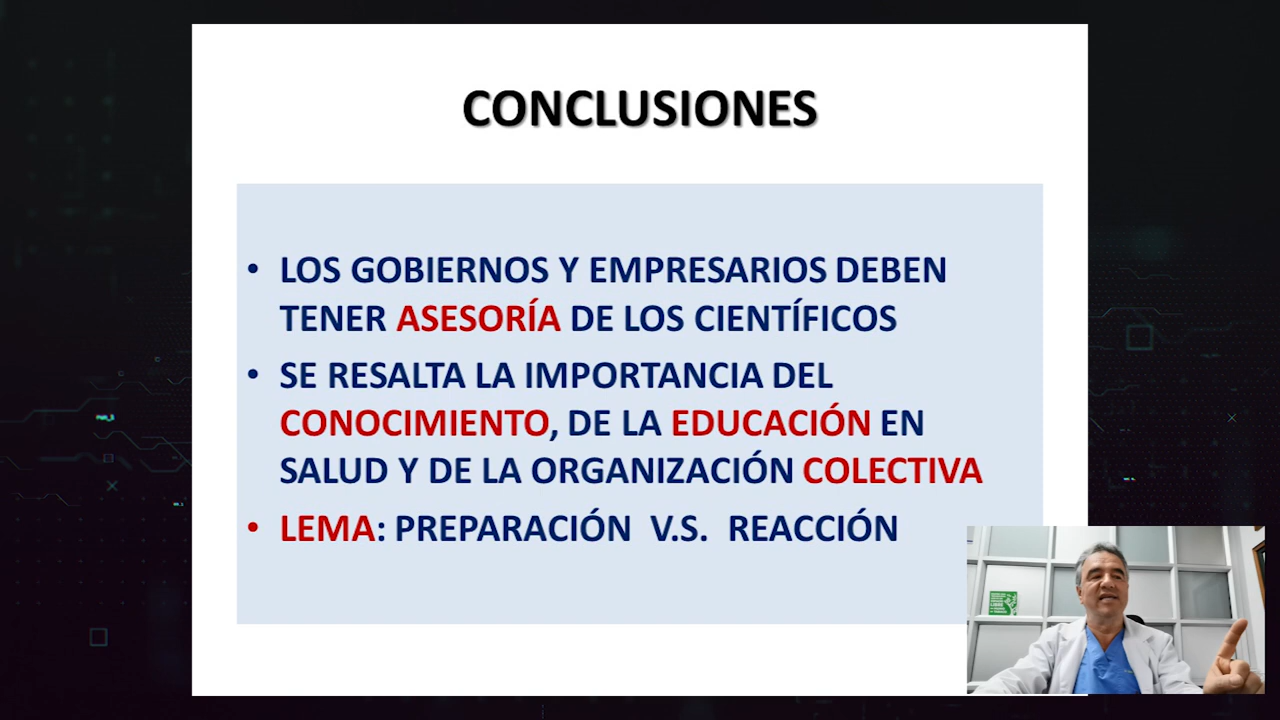 CONCLUSIONES
• LOS GOBIERNOS Y EMPRESARIOS DEBEN
TENER ASESORÍA DE LOS CIENTÍFICOS
• SE RESALTA LA IMPORTANCIA DEL
CONOCIMIENTO, DE LA EDUCACIÓN EN
SALUD Y DE LA ORGANIZACIÓN COLECTIVA
• LEMA: PREPARACIÓN V.S. REACCIÓN
LIBRE